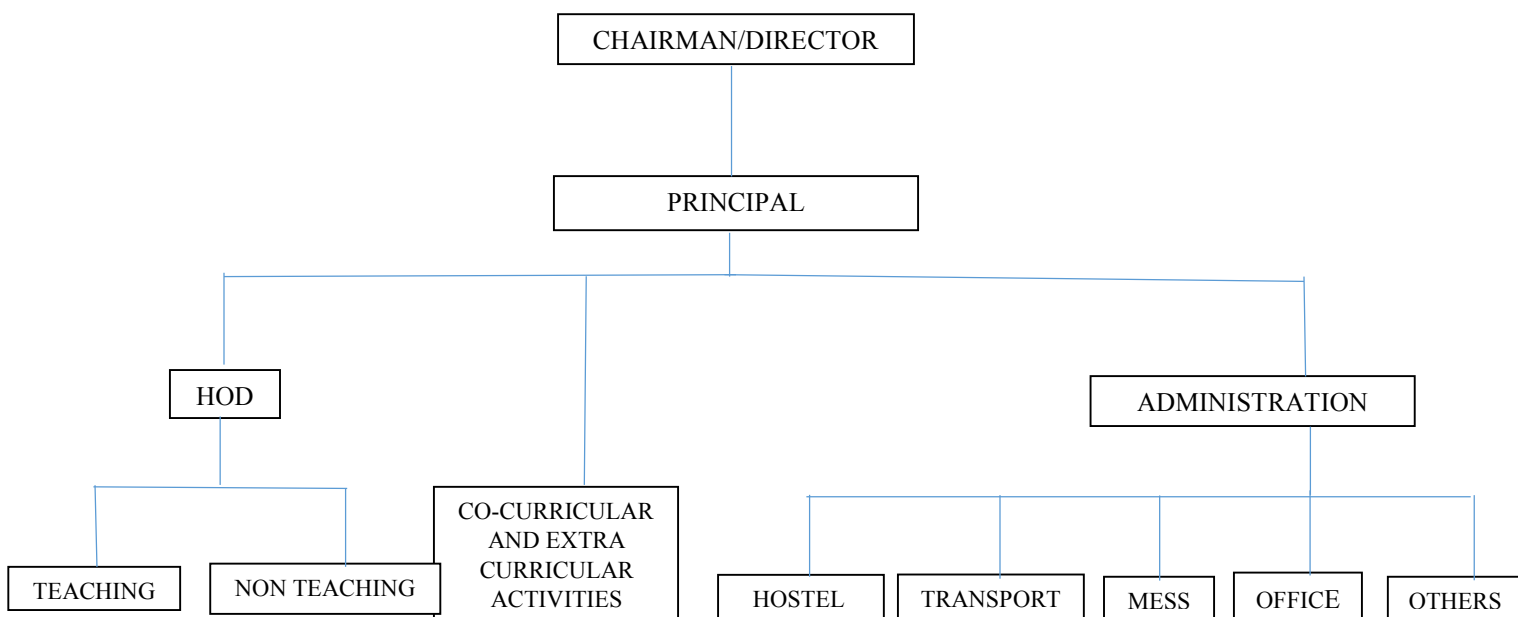 CHAIRMAN/DIRECTOR
PRINCIPAL
HOD
ADMINISTRATION
CO-CURRICULAR
AND EXTRA
CURRICULAR
ACTIVITIES
TEACHING
NON TEACHING
HOSTEL
TRANSPORT
MESS
OFFICE
OTHERS